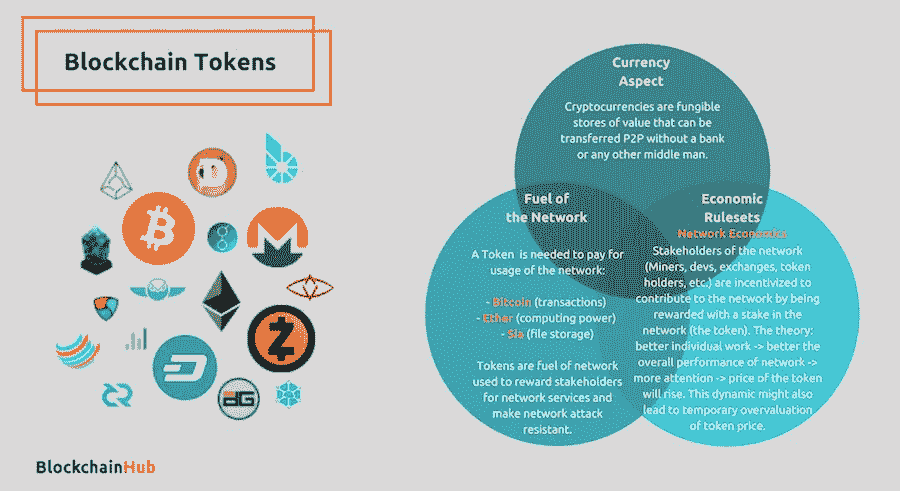 Blockchain Tokens
Currency
Aspect
Cryptocurrencies are fungible
stores of value that can be
transferred P2P without a bank
or any other middle man.
Fuel of
the Network
A Token is needed to pay for
usage of the network:
- Bitcoin (transactions)
- Ether (computing power)
- Sia (file storage)
Tokens are fuel of network
used to reward stakeholders
for network services and
make network attack
resistant.
Economic
Rulesets
Network Economics
Stakeholders of the network
(Miners, devs, exchanges, token
holders, etc.) are incentivized to
contribute to the network by being
rewarded with a stake in the
network (the token). The theory:
better individual work -> better the
overall performance of network ->
more attention -> price of the token
will rise. This dynamic might also
lead to temporary overvaluation
of token price.
BlockchainHub